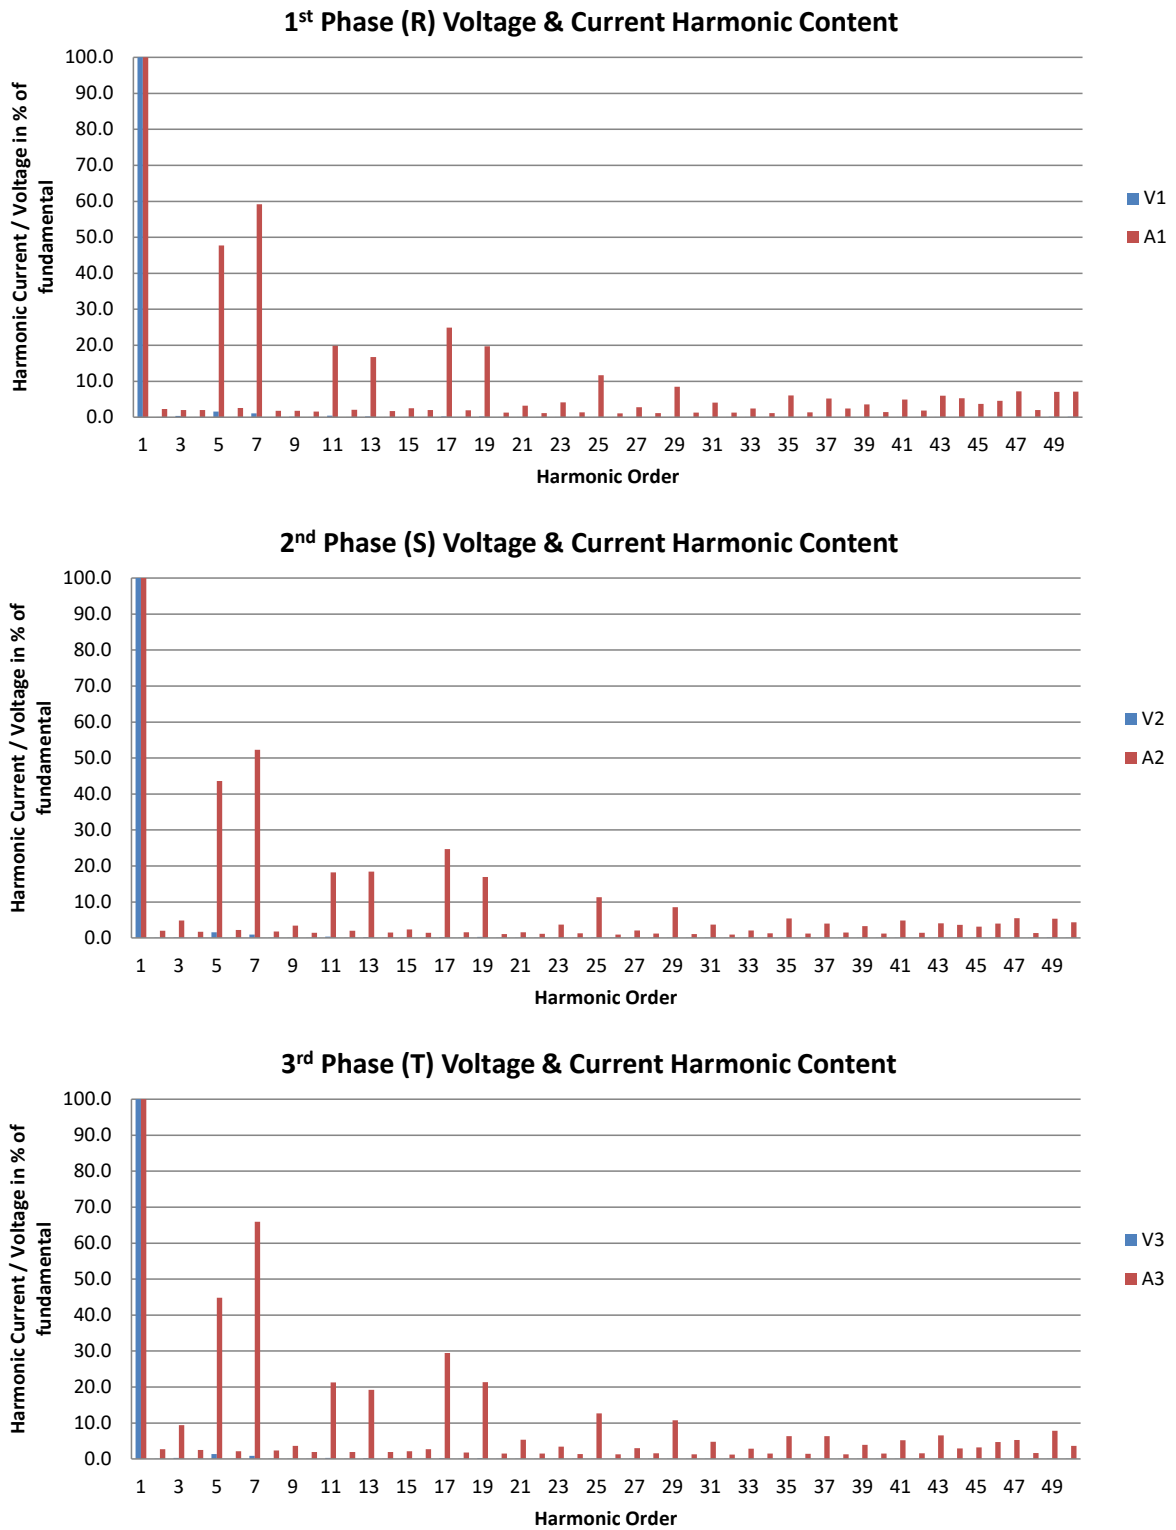 1st Phase (R) Voltage & Current Harmonic Content
Harmonic Current / Voltage in % of
fundamental
100.0
90.0
80.0
70.0
60.0
50.0
40.0
30.0
20.0
10.0
0.0
1 3 5 7 9 11 13 15 17 19 21 23 25 27 29 31 33 35 37 39 41 43 45 47 49
Harmonic Order
V1
A1
2nd Phase (S) Voltage & Current Harmonic Content
Harmonic Current / Voltage in % of
fundamental
100.0
90.0
80.0
70.0
60.0
50.0
40.0
30.0
20.0
10.0
0.0
1 3 5 7 9 11 13 15 17 19 21 23 25 27 29 31 33 35 37 39 41 43 45 47 49
Harmonic Order
V2
A2
3rd Phase (T) Voltage & Current Harmonic Content
Harmonic Current / Voltage in % of
fundamental
100.0
90.0
80.0
70.0
60.0
50.0
40.0
30.0
20.0
10.0
0.0
1 3 5 7 9 11 13 15 17 19 21 23 25 27 29 31 33 35 37 39 41 43 45 47 49
Harmonic Order
V3
A3